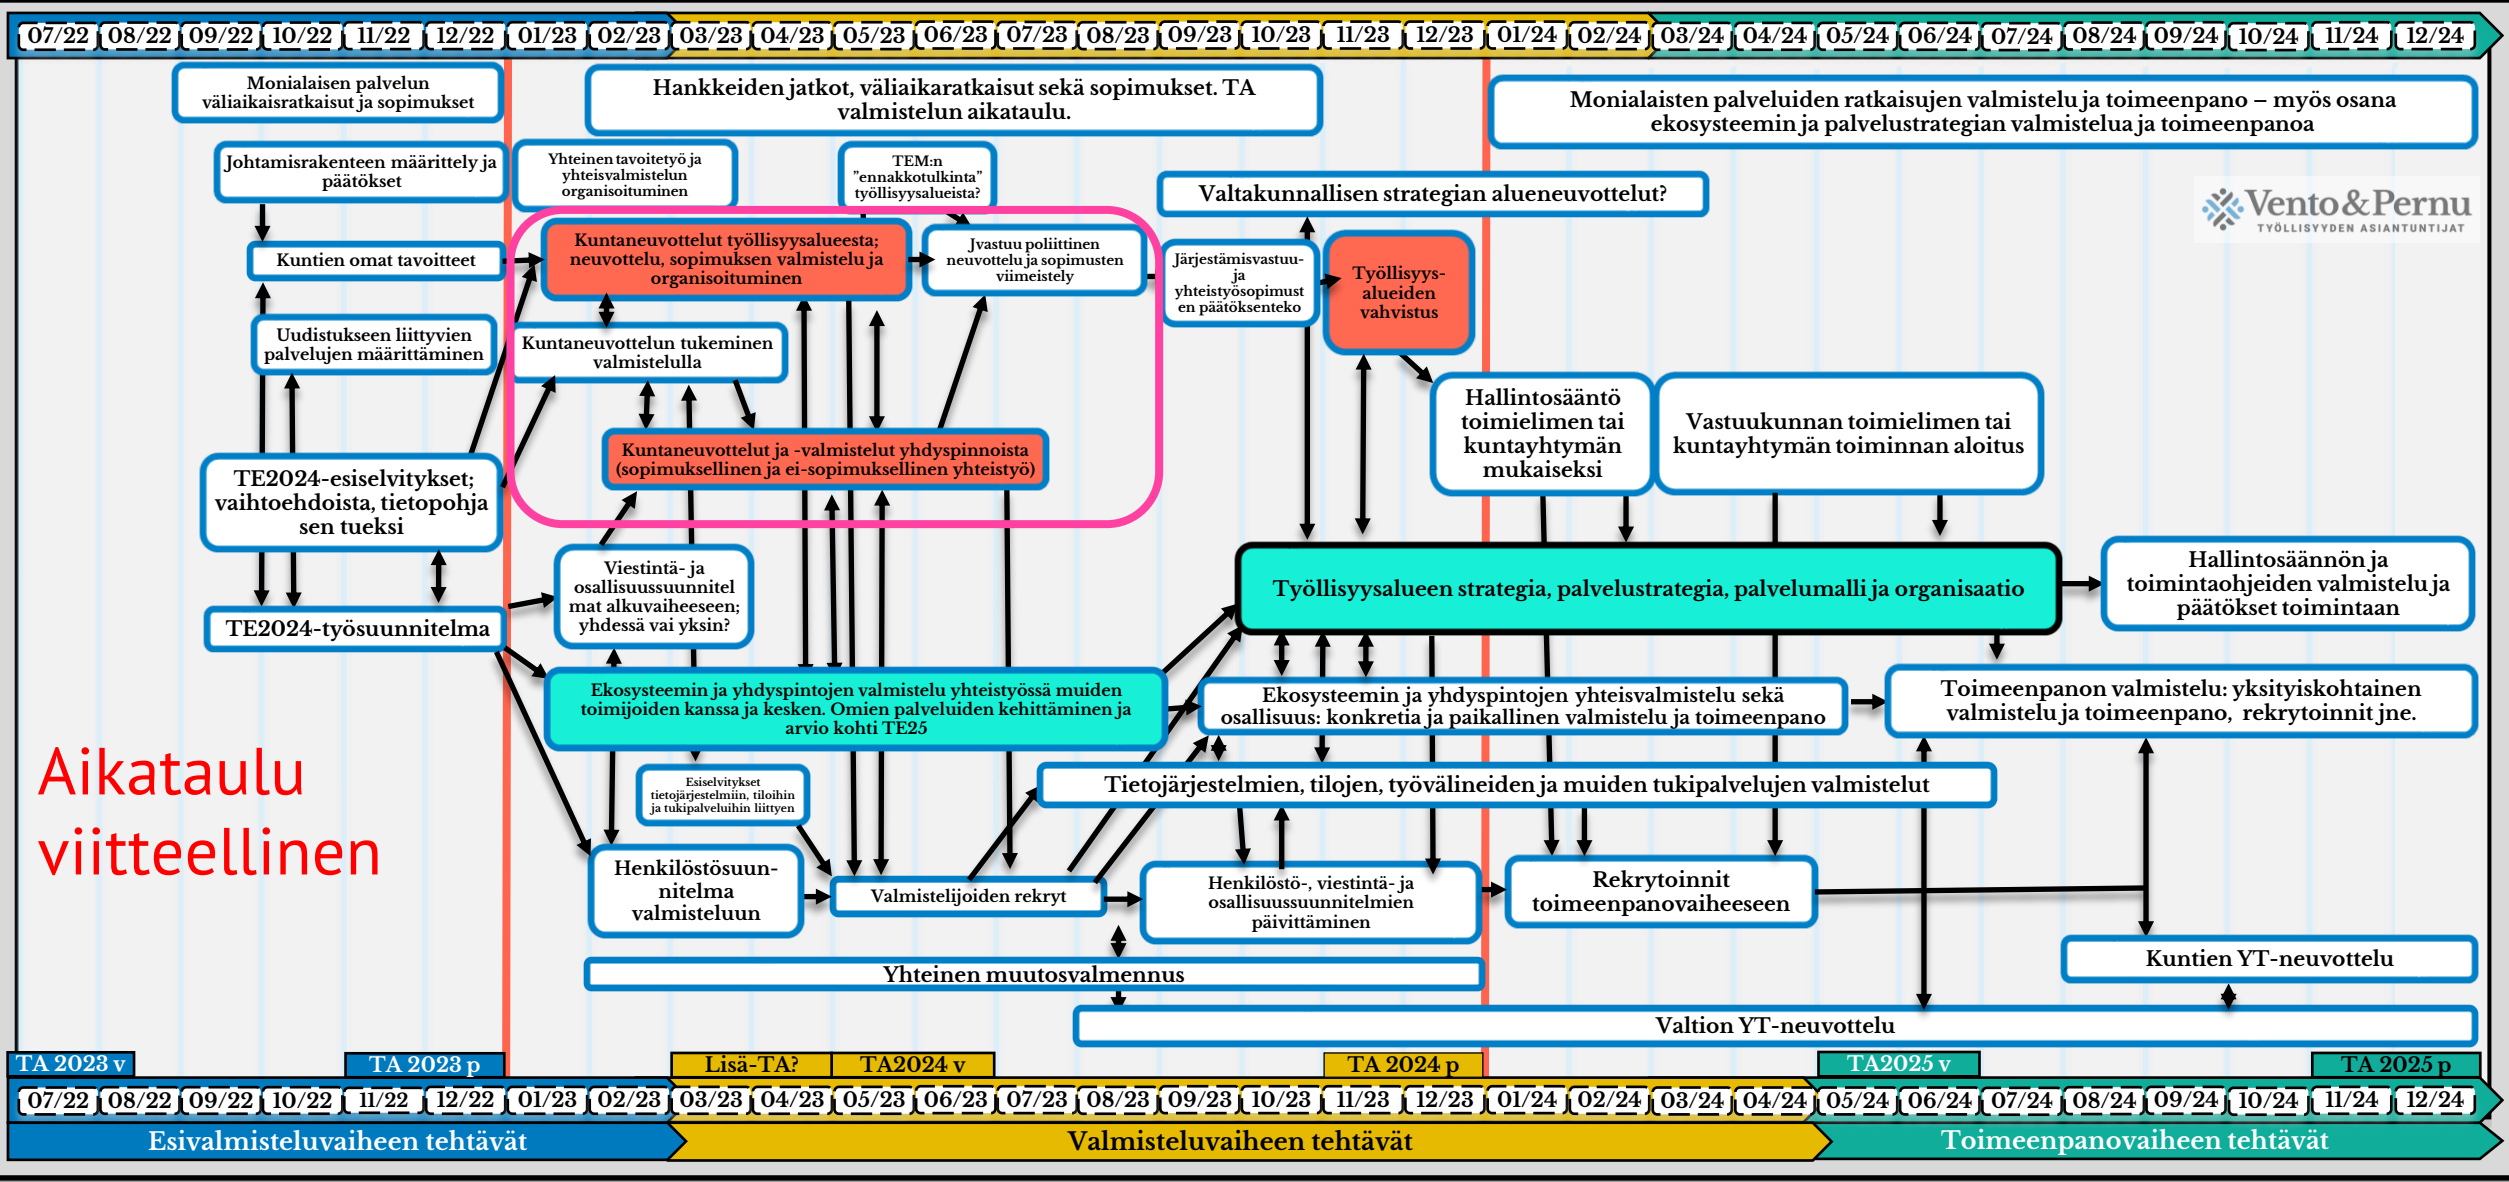 07/22 08/22 09/22 10/22 11/22 12/22 01/23 02/23 03/23 04/23 05/23 06/23 07/23 08/23 09/23 10/23 11/23 12/23 01/24 02/24 03/24 04/24 05/24 06/24 07/24 08/24 09/24 10/24 11/24 12/24
Monialaisen palvelun
väliaikaisratkaisut ja sopimukset
Hankkeiden jatkot, väliaikaratkaisut sekä sopimukset. TA
valmistelun aikataulu.
Monialaisten palveluiden ratkaisujen valmistelu ja toimeenpano – myös osana
ekosysteemin ja palvelustrategian valmistelua ja toimeenpanoa
Johtamisrakenteen määrittely ja
päätökset
Yhteinen tavoitetyö ja
yhteisvalmistelun
organisoituminen
TEM:n
”ennakkotulkinta”
työllisyysalueista?
Valtakunnallisen strategian alueneuvottelut?
Vento&Pernu
TYÖLLISYYDEN ASIANTUNTIJAT
Kuntien omat tavoitteet
Kuntaneuvottelut työllisyysalueesta;
neuvottelu, sopimuksen valmistelu ja
organisoituminen
Jvastuu poliittinen
neuvottelu ja sopimusten
viimeistely
Järjestämisvastuu-
ja
yhteistyösopimust
en päätöksenteko
Työllisyys-
alueiden
vahvistus
Uudistukseen liittyvien
palvelujen määrittäminen
Kuntaneuvottelun tukeminen
valmistelulla
Hallintosääntö
toimielimen tai
kuntayhtymän
mukaiseksi
Vastuukunnan toimielimen tai
kuntayhtymän toiminnan aloitus
Kuntaneuvottelut ja -valmistelut yhdyspinnoista
(sopimuksellinen ja ei-sopimuksellinen yhteistyö)
TE2024-esiselvitykset;
vaihtoehdoista, tietopohja
sen tueksi
Viestintä- ja
osallisuussuunnitel
mat alkuvaiheeseen;
yhdessä vai yksin?
Työllisyysalueen strategia, palvelustrategia, palvelumalli ja organisaatio
Hallintosäännön ja
toimintaohjeiden valmistelu ja
päätökset toimintaan
TE2024-työsuunnitelma
Ekosysteemin ja yhdyspintojen valmistelu yhteistyössä muiden
toimijoiden kanssa ja kesken. Omien palveluiden kehittäminen ja
arvio kohti TE25
Ekosysteemin ja yhdyspintojen yhteisvalmistelu sekä
osallisuus: konkretia ja paikallinen valmistelu ja toimeenpano
Toimeenpanon valmistelu: yksityiskohtainen
valmistelu ja toimeenpano, rekrytoinnit jne.
Aikataulu
viitteellinen
Esiselvitykset
tietojärjestelmiin, tiloihin
ja tukipalveluihin liittyen
Tietojärjestelmien, tilojen, työvälineiden ja muiden tukipalvelujen valmistelut
Henkilöstösuun-
nitelma
valmisteluun
Valmistelijoiden rekryt
Henkilöstö-, viestintä- ja
osallisuussuunnitelmien
päivittäminen
Rekrytoinnit
toimeenpanovaiheeseen
Kuntien YT-neuvottelu
Yhteinen muutosvalmennus
Valtion YT-neuvottelu
TA 2023 v TA 2023 p Lisä-TA? TA2024 v TA 2024 p TA2025 v TA 2025 p
07/22 08/22 09/22 10/22 11/22 12/22 01/23 02/23 03/23 04/23 05/23 06/23 07/23 08/23 09/23 10/23 11/23 12/23 01/24 02/24 03/24 04/24 05/24 06/24 07/24 08/24 09/24 10/24 11/24 12/24
Esivalmisteluvaiheen tehtävät Valmisteluvaiheen tehtävät Toimeenpanovaiheen tehtävät